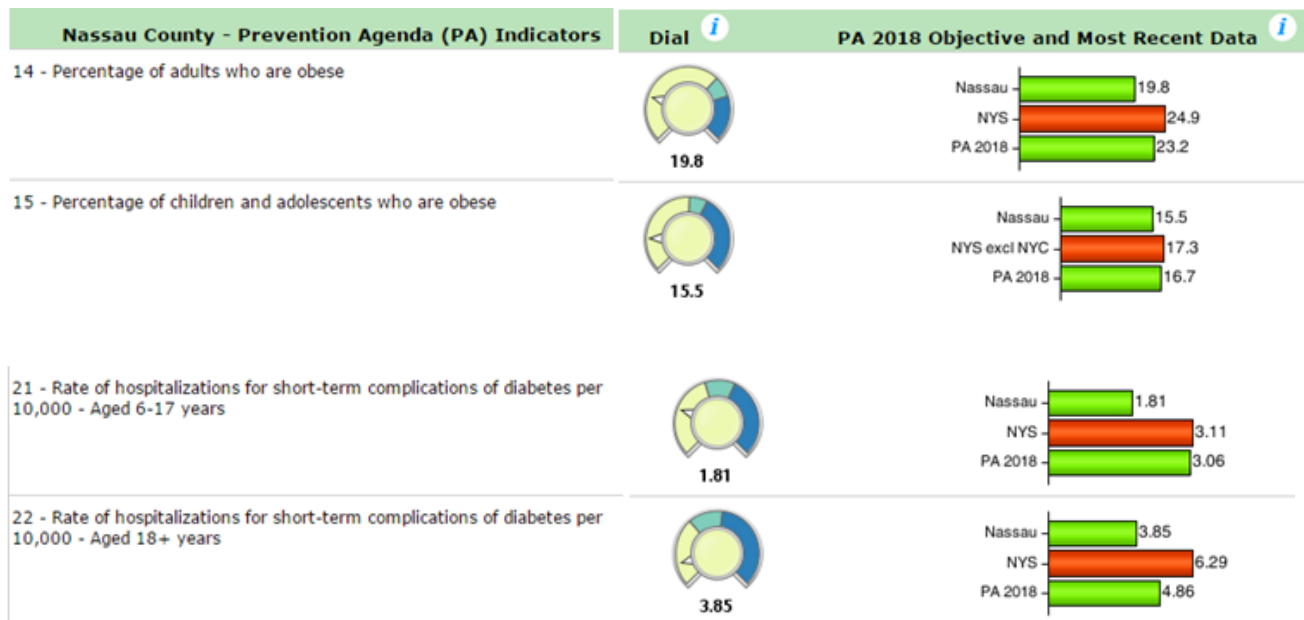 Nassau County - Prevention Agenda (PA) Indicators
Dial i
PA 2018 Objective and Most Recent Data i
14 - Percentage of adults who are obese
19.8
Nassau 19.8
NYS 24.9
PA 2018 23.2
15 - Percentage of children and adolescents who are obese
15.5
Nassau 15.5
NYS excl NYC 17.3
PA 2018 16.7
21 - Rate of hospitalizations for short-term complications of diabetes per
10,000 - Aged 6-17 years
1.81
Nassau 1.81
NYS 3.11
PA 2018 3.06
22 - Rate of hospitalizations for short-term complications of diabetes per
10,000 - Aged 18+ years
3.85
Nassau 3.85
NYS 6.29
PA 2018 4.86